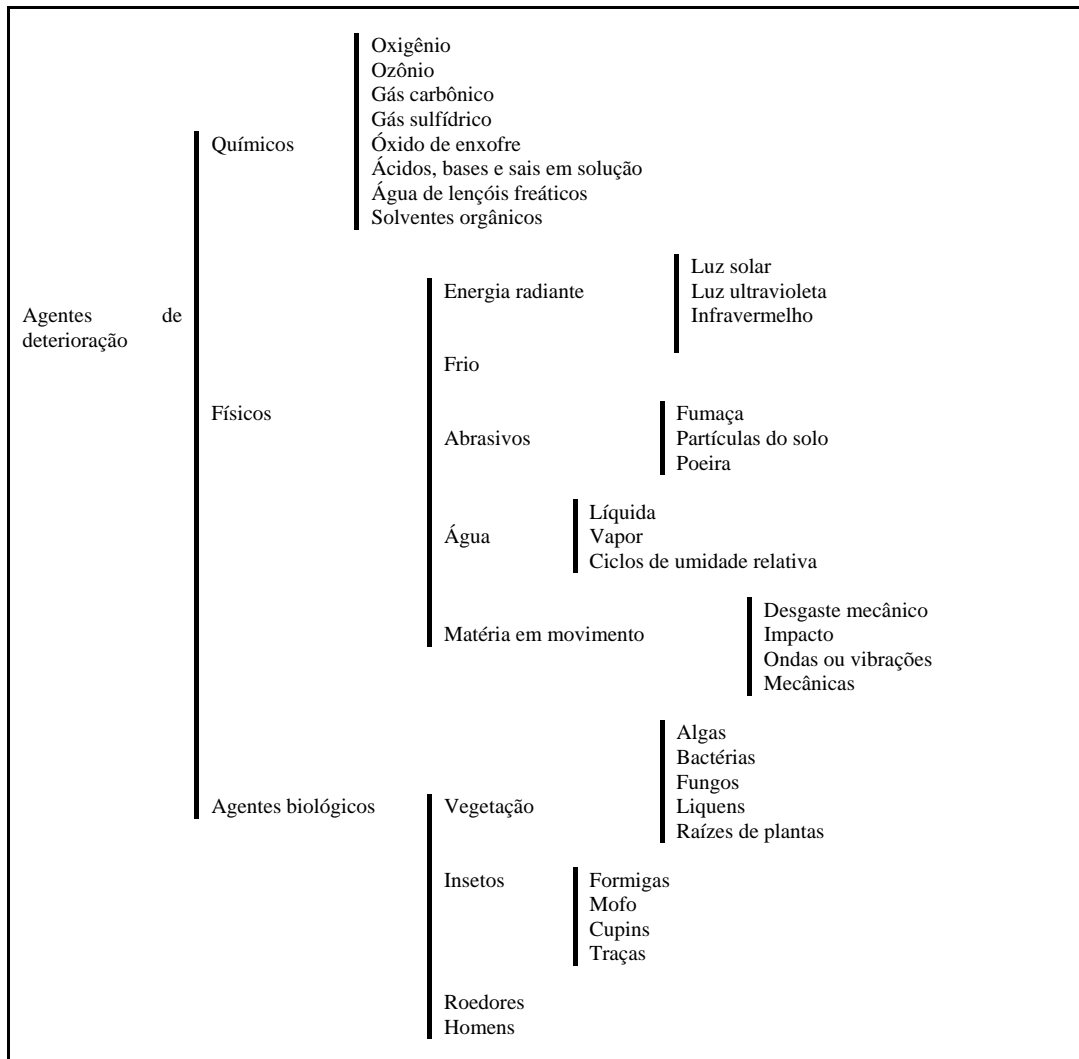 Oxigênio
Ozônio
Gás carbônico
Gás sulfídrico
Químicos
Óxido de enxofre
Ácidos, bases e sais em solução
Água de lençóis freáticos
Solventes orgânicos
Luz solar
Energia radiante
Luz ultravioleta
Agentes de
Infravermelho
deterioração
Frio
Físicos
Fumaça
Abrasivos
Partículas do solo
Poeira
Líquida
Água
Vapor
Ciclos de umidade relativa
Desgaste mecânico
Matéria em movimento
Impacto
Ondas ou vibrações
Mecânicas
Algas
Bactérias
Fungos
Agentes biológicos
Vegetação
Liquens
Raízes de plantas
Insetos
Formigas
Mofo
Cupins
Traças
Roedores
Homens